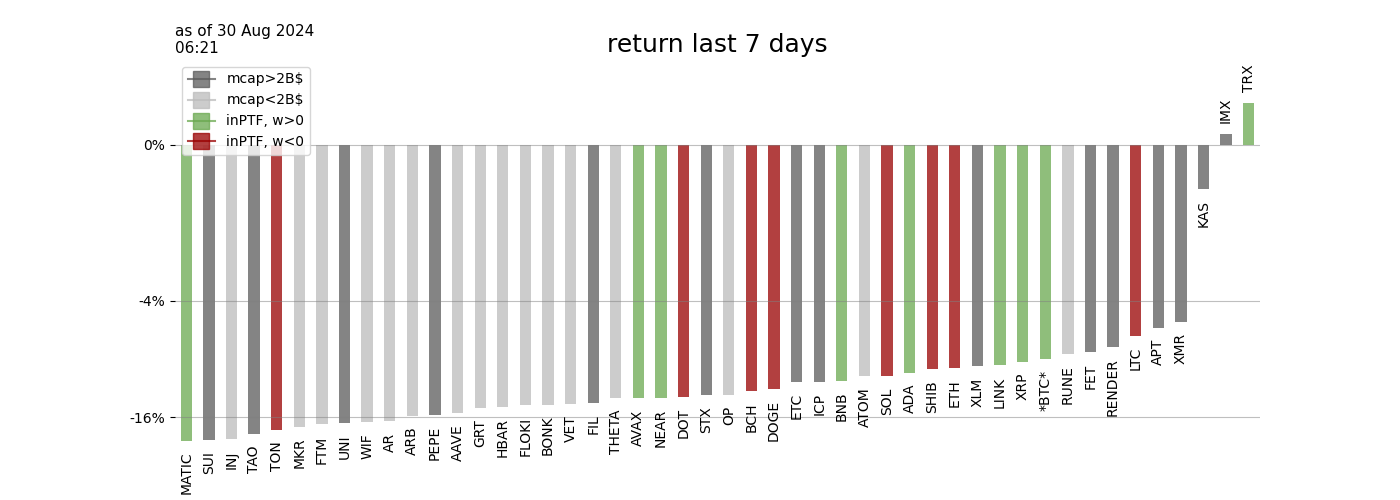 as of 30 Aug 2024
06:21
return last 7 days
mcap>2B$
mcap<2B$
inPTF, w>0
inPTF, w<0
0%
-4%
-16%
MATIC
SUI
INJ
TAO
TON
MKR
FTM
UNI
WIF
AR
ARB
PEPE
AAVE
GRT
HBAR
FLOKI
BONK
VET
FIL
THETA
AVAX
NEAR
DOT
STX
OP
BCH
DOGE
ETC
ICP
BNB
ATOM
SOL
ADA
SHIB
ETH
XLM
LINK
XRP
*BTC*
RUNE
FET
RENDER
LTC
APT
XMR
KAS
IMX
TRX